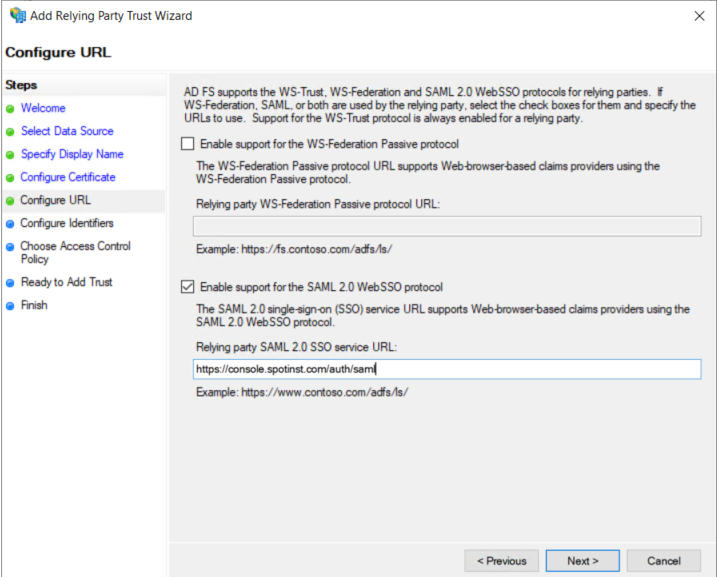 Add Relying Party Trust Wizard
Configure URL
Steps
Welcome
Select Data Source
Specify Display Name
Configure Certificate
Configure URL
Configure Identifiers
Choose Access Control
Policy
Ready to Add Trust
Finish
AD FS supports the WS-Trust, WS-Federation and SAML 2.0 WebSSO protocols for relying parties. If
WS-Federation, SAML, or both are used by the relying party, select the check boxes for them and specify the
URLs to use. Support for the WS-Trust protocol is always enabled for a relying party.
Enable support for the WS-Federation Passive protocol
The WS-Federation Passive protocol URL supports Web-browser-based claims providers using the
WS-Federation Passive protocol.
Relying party WS-Federation Passive protocol URL:
Example: https://fs.contoso.com/adfs/ls/
Enable support for the SAML 2.0 WebSSO protocol
The SAML 2.0 single-sign-on (SSO) service URL supports Web-browser-based claims providers using the
SAML 2.0 WebSSO protocol.
Relying party SAML 2.0 SSO service URL:
https://console.spotinst.com/auth/saml
Example: https://www.contoso.com/adfs/ls/
< Previous
Next >
Cancel